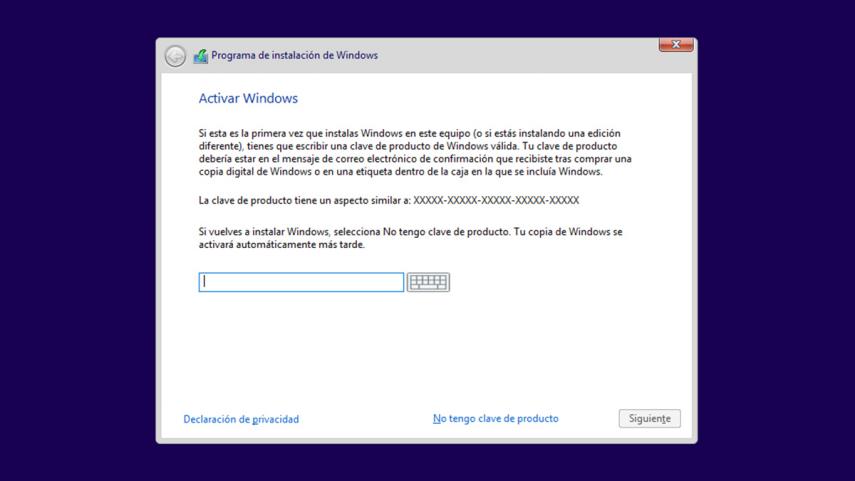 Programa de instalación de Windows
Activar Windows
Si esta es la primera vez que instalas Windows en este equipo (o si estás instalando una edición
diferente), tienes que escribir una clave de producto de Windows válida. Tu clave de producto
debería estar en el mensaje de correo electrónico de confirmación que recibiste tras comprar una
copia digital de Windows o en una etiqueta dentro de la caja en la que se incluía Windows.
La clave de producto tiene un aspecto similar a: XXXXX-XXXXX-XXXXX-XXXXX-XXXXX
Si vuelves a instalar Windows, selecciona No tengo clave de producto. Tu copia de Windows se
activará automáticamente más tarde.
Declaración de privacidad
No tengo clave de producto
Siguiente